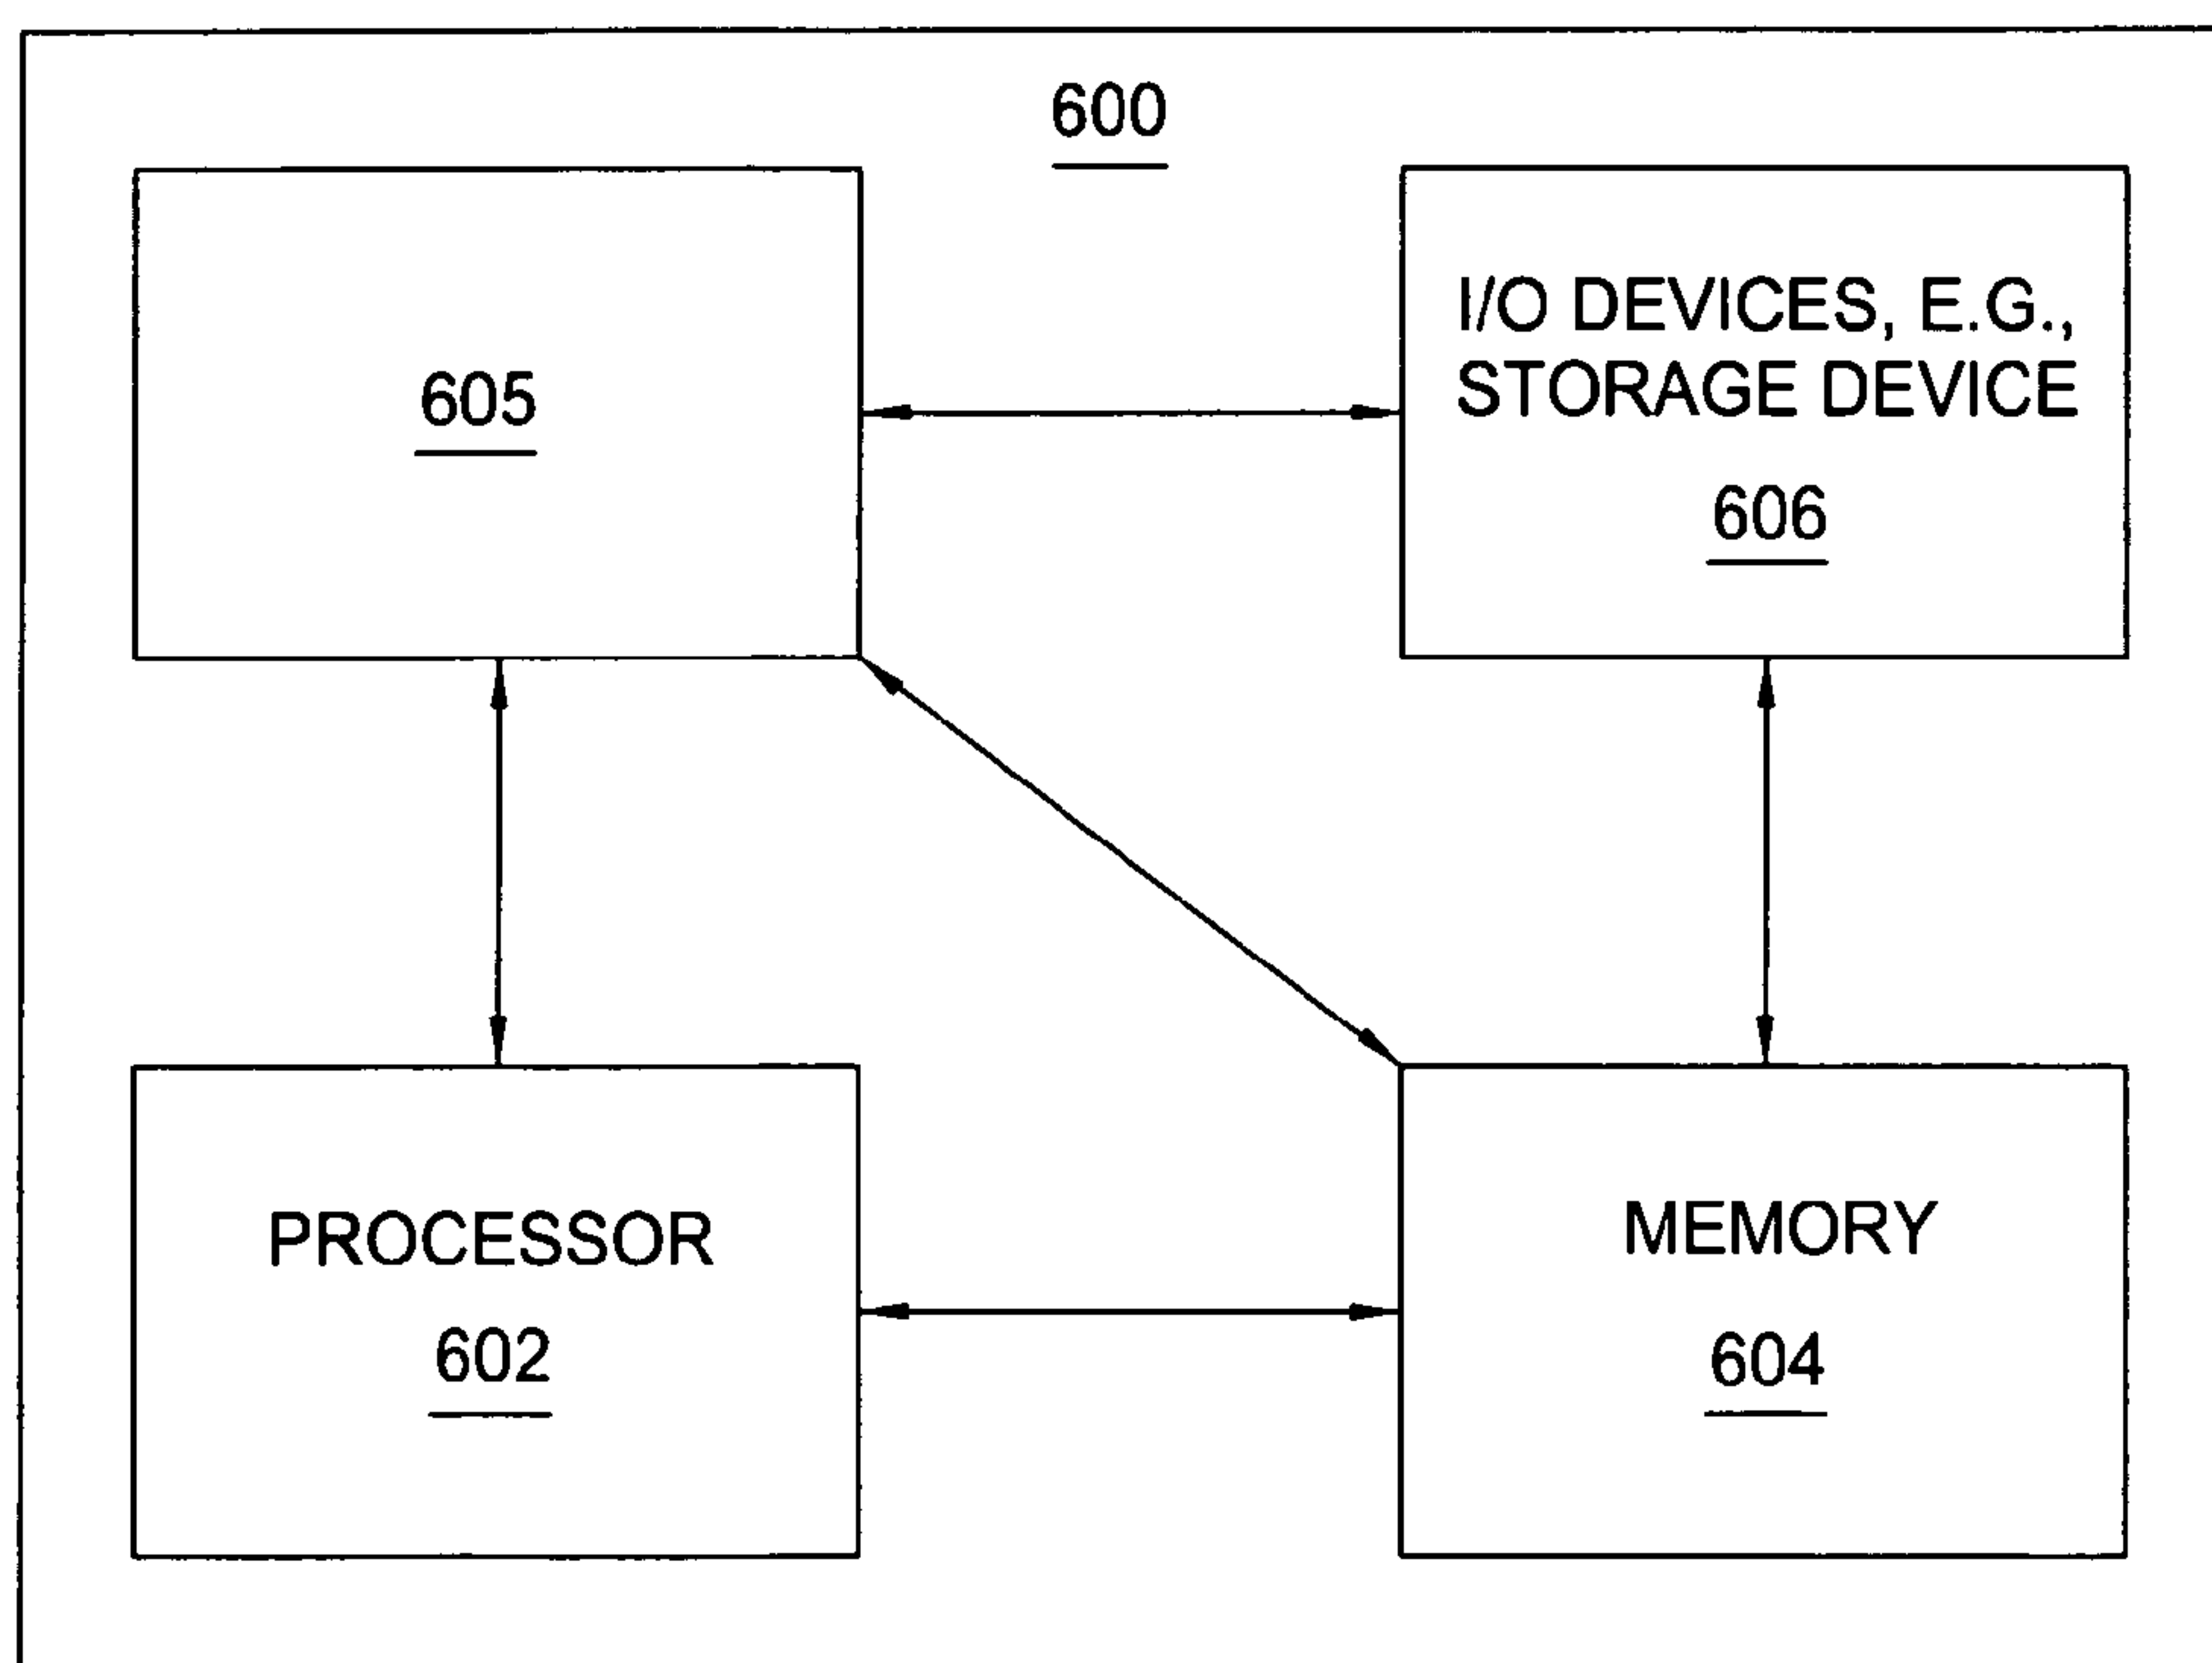 600
605
I/O DEVICES, E.G.,
STORAGE DEVICE
606
PROCESSOR
602
MEMORY
604